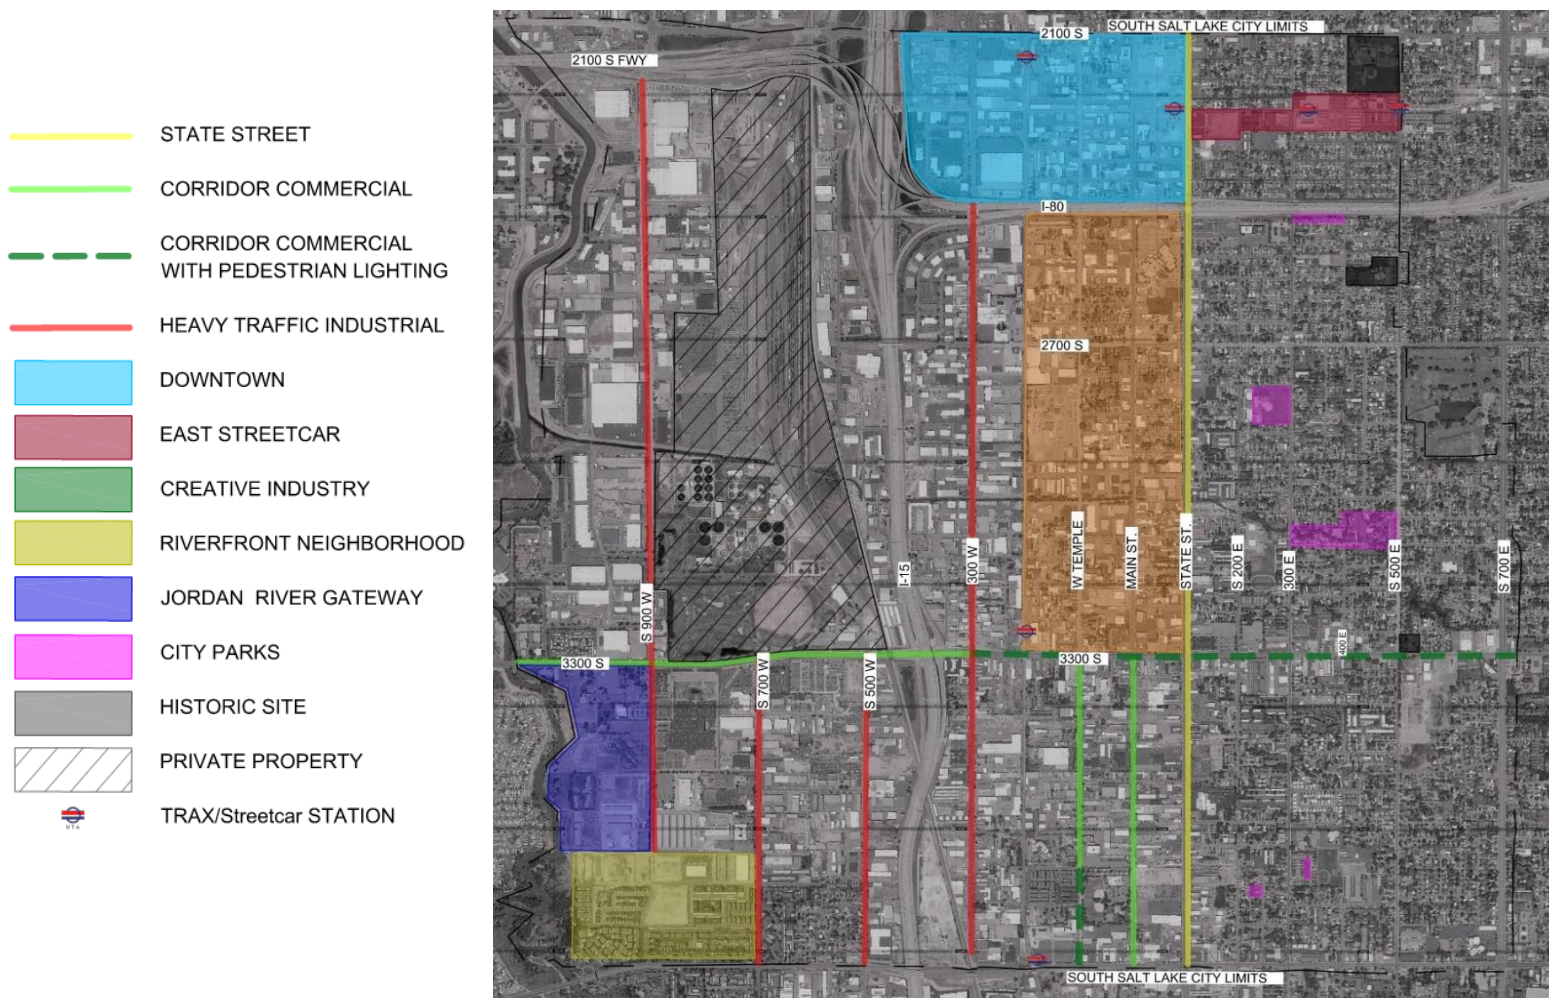 STATE STREET
CORRIDOR COMMERCIAL
CORRIDOR COMMERCIAL
WITH PEDESTRIAN LIGHTING
HEAVY TRAFFIC INDUSTRIAL
DOWNTOWN
EAST STREETCAR
CREATIVE INDUSTRY
RIVERFRONT NEIGHBORHOOD
JORDAN RIVER GATEWAY
CITY PARKS
HISTORIC SITE
PRIVATE PROPERTY
UTA
TRAX/Streetcar STATION
SOUTH SALT LAKE CITY LIMITS
2100 S
2100 S FWY
I-80
2700 S
W TEMPLE
MAIN ST.
STATE ST.
S 200 E
300 E
S 500 E
S 700 E
I-15
300 W
S 900 W
400 E
3300 S
3300 S
S 700 W
S 500 W
SOUTH SALT LAKE CITY LIMITS